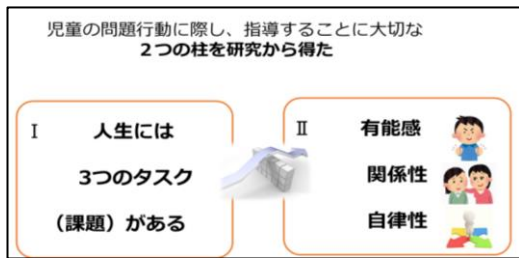 児童の問題行動に際し、指導することに大切な
２つの柱を研究から得た
Ⅰ 人生には
3つのタスク
（課題）がある
Ⅱ 有能感
関係性
自律性